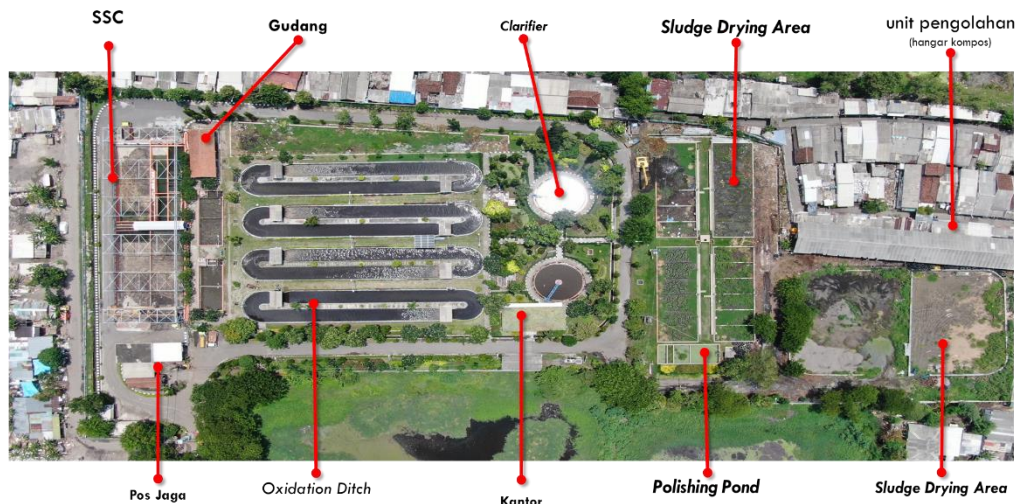 SSC
Gudang
Clarifier
Sludge Drying Area
unit pengolahan
(hangar kompos)
Pos Jaga
Oxidation Ditch
Kantor
Polishing Pond
Sludge Drying Area